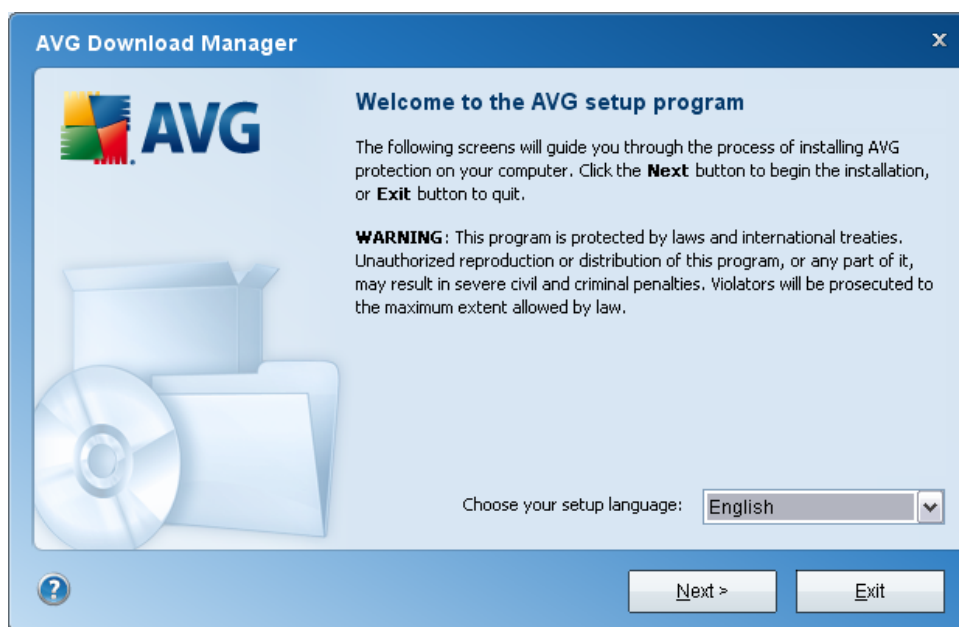 AVG Download Manager
x
AVG
Welcome to the AVG setup program
The following screens will guide you through the process of installing AVG
protection on your computer. Click the Next button to begin the installation,
or Exit button to quit.
WARNING: This program is protected by laws and international treaties.
Unauthorized reproduction or distribution of this program, or any part of it,
may result in severe civil and criminal penalties. Violators will be prosecuted to
the maximum extent allowed by law.
Choose your setup language: English
?
Next > Exit